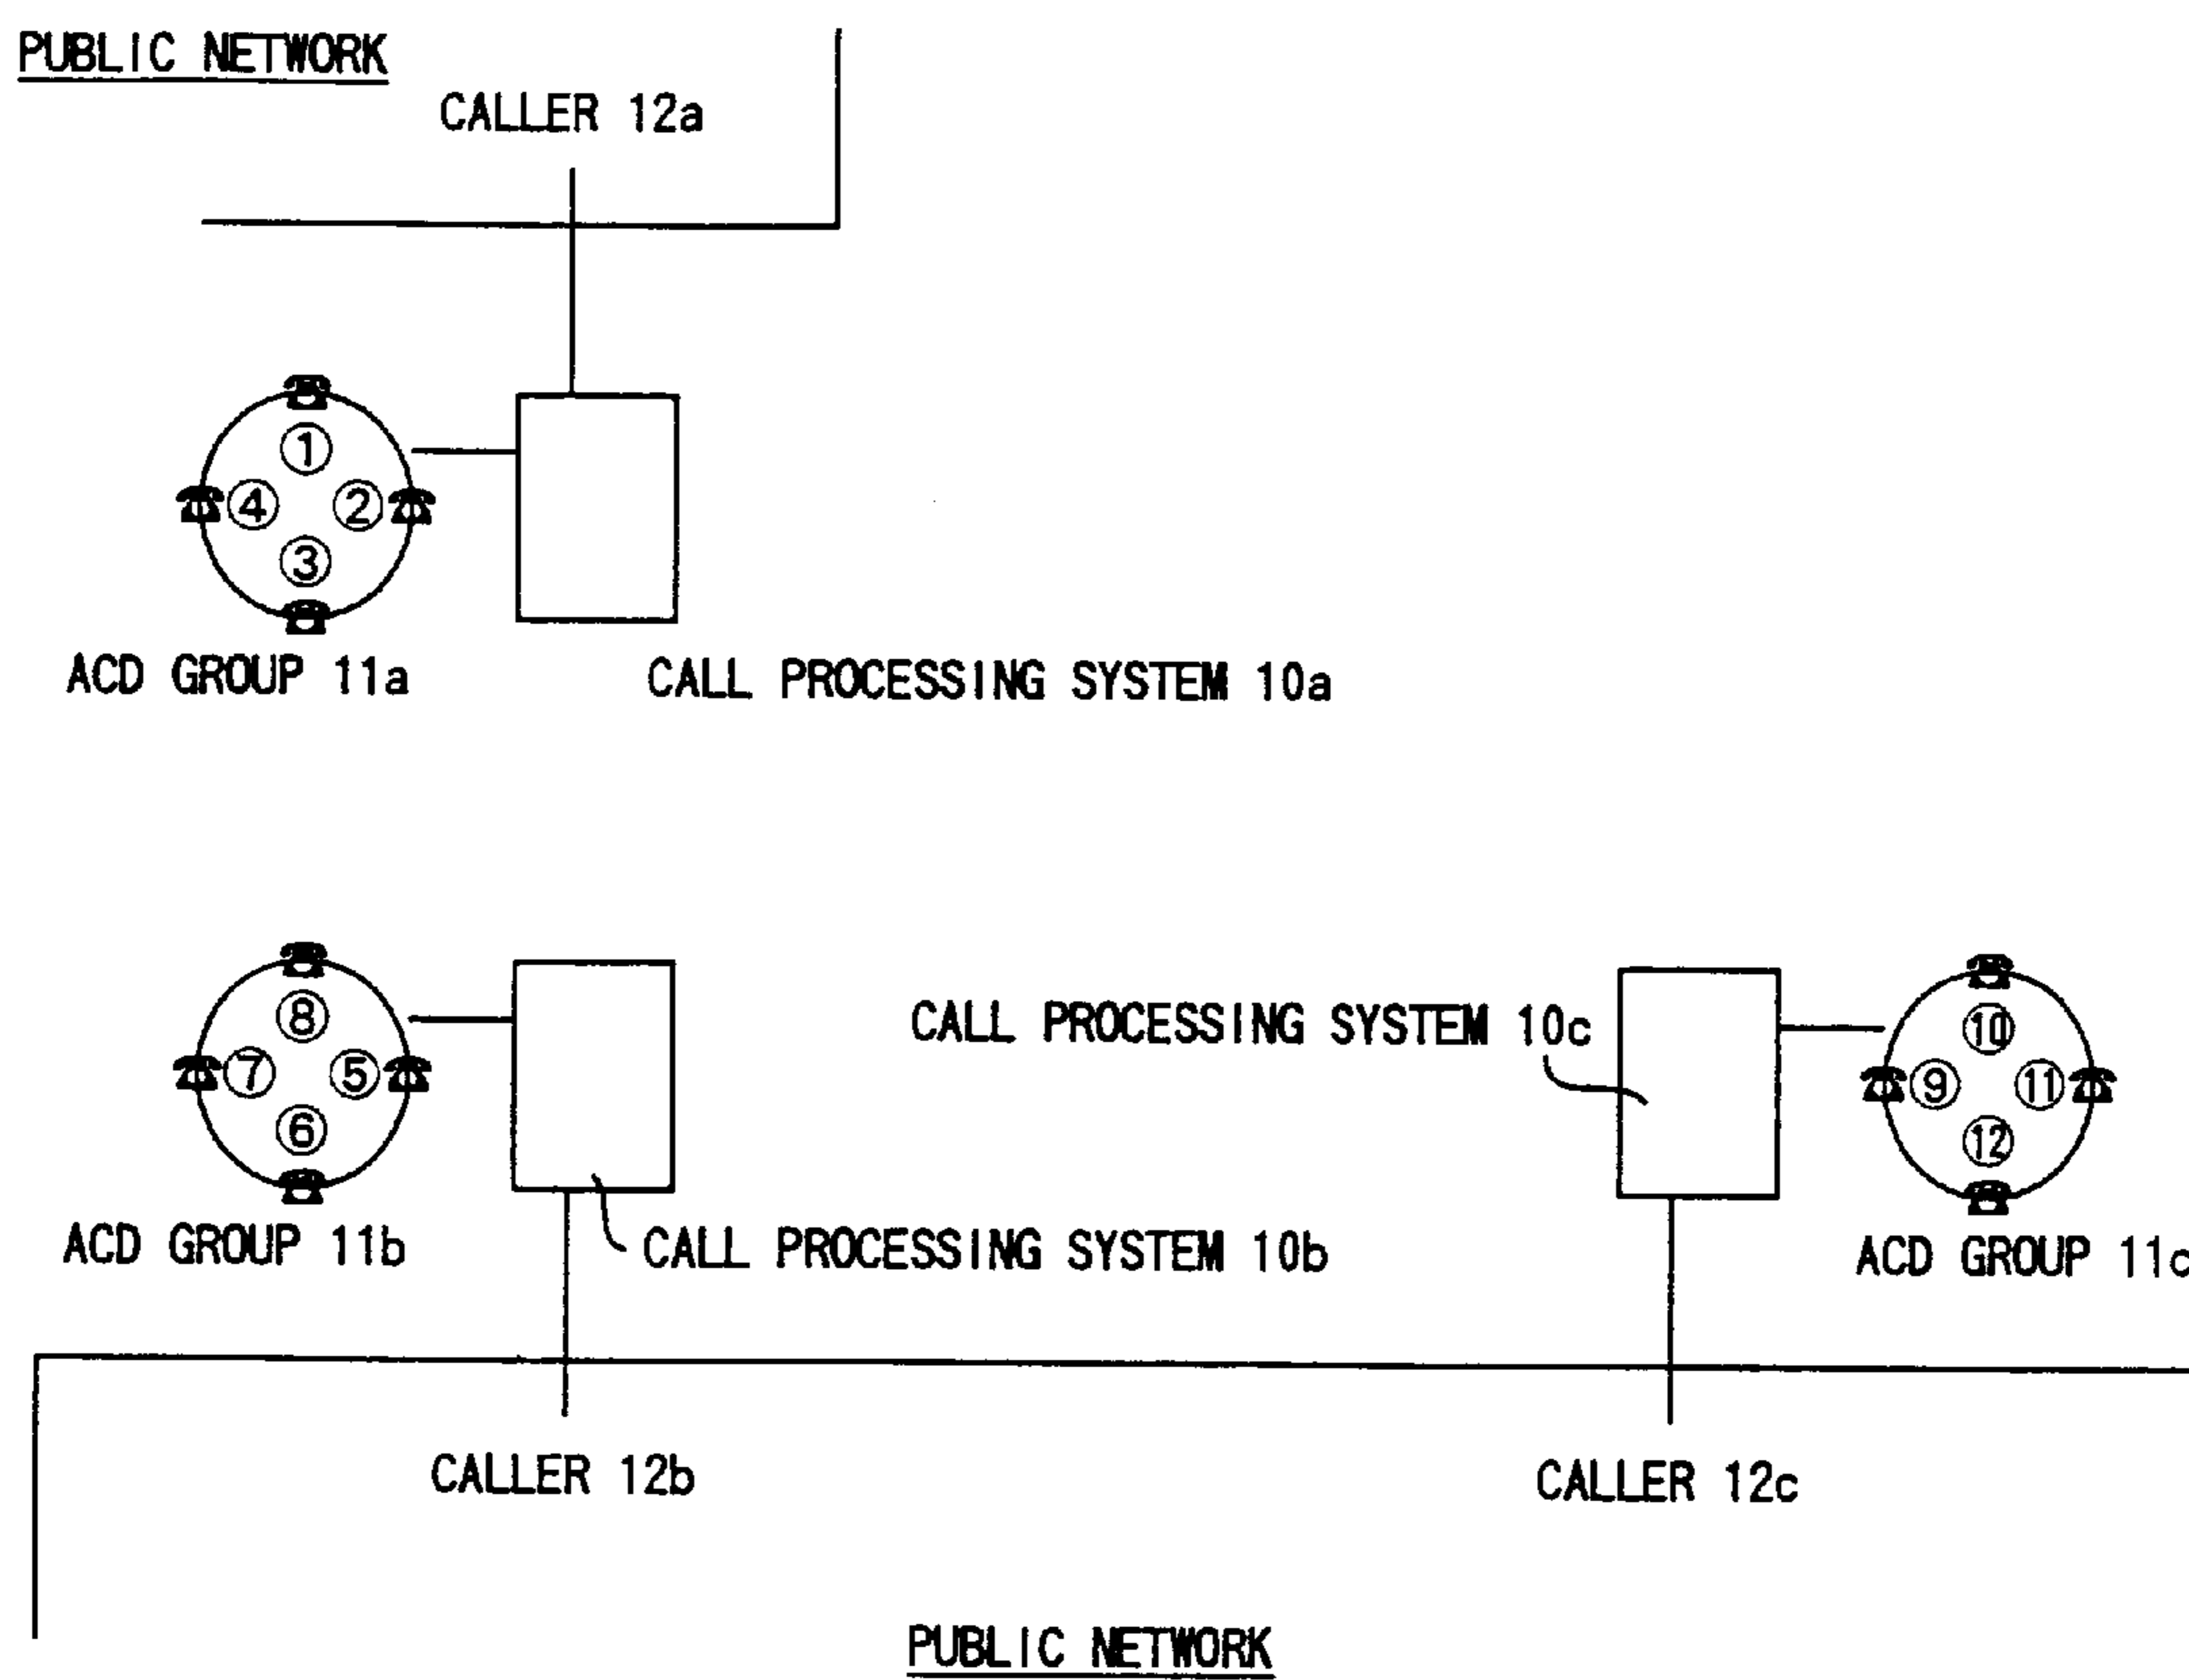 PUBLIC NETWORK
CALLER 12a
①
④ ②
③
ACD GROUP 11a
CALL PROCESSING SYSTEM 10a
⑧
⑦ ⑤
⑥
ACD GROUP 11b
CALL PROCESSING SYSTEM 10b
CALL PROCESSING SYSTEM 10c
⑩
⑨ ⑪
⑫
ACD GROUP 11c
CALLER 12b
CALLER 12c
PUBLIC NETWORK